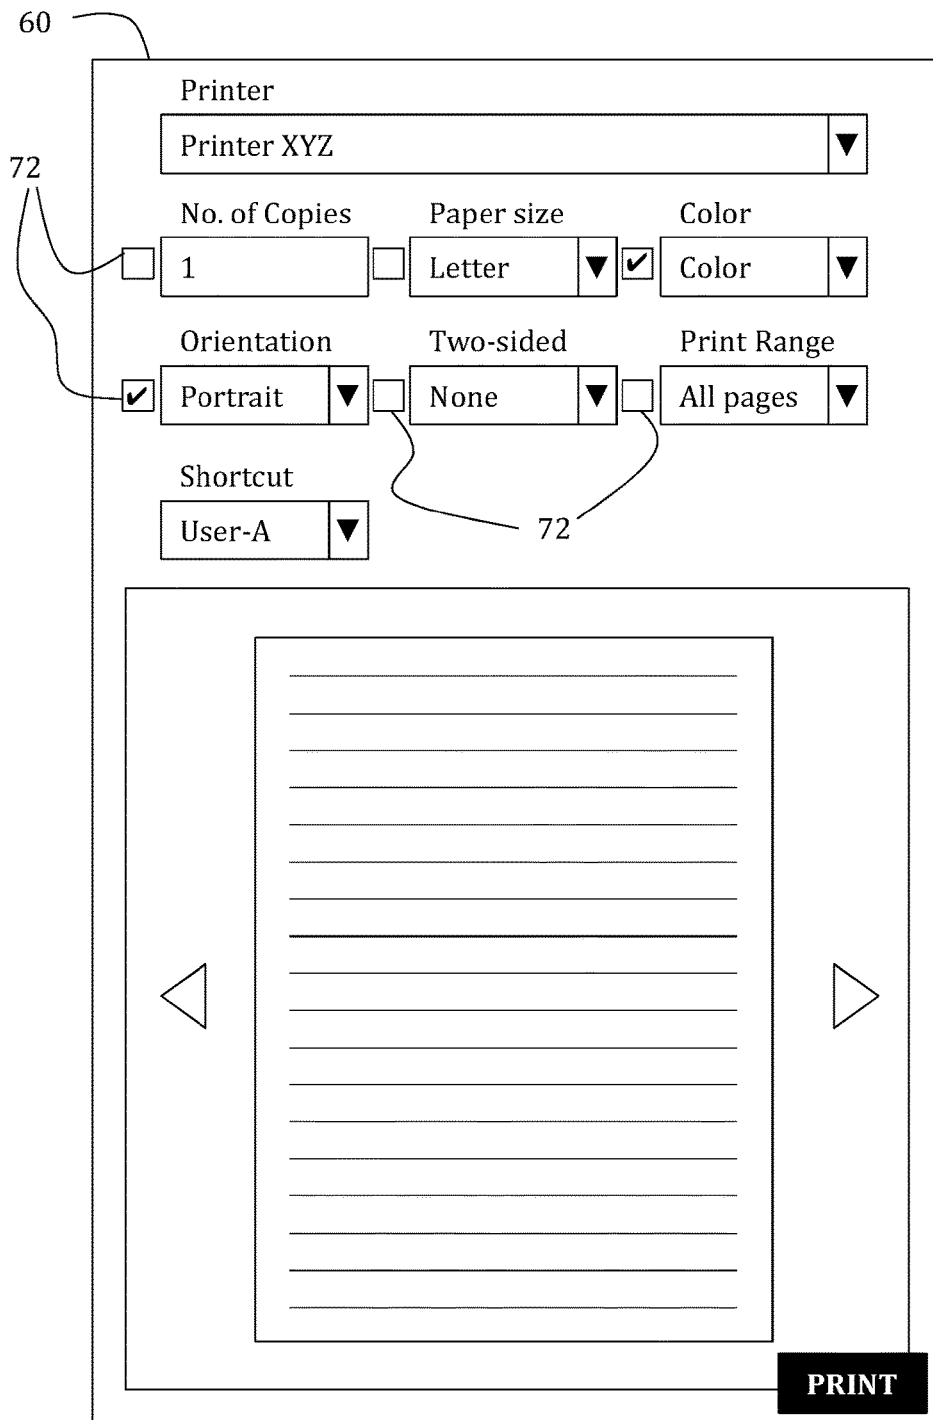 60
Printer
Printer XYZ
72
No. of Copies Paper size Color
1 Letter ✔ Color
Orientation Two-sided Print Range
✔ Portrait None All pages
Shortcut
User-A
72
PRINT